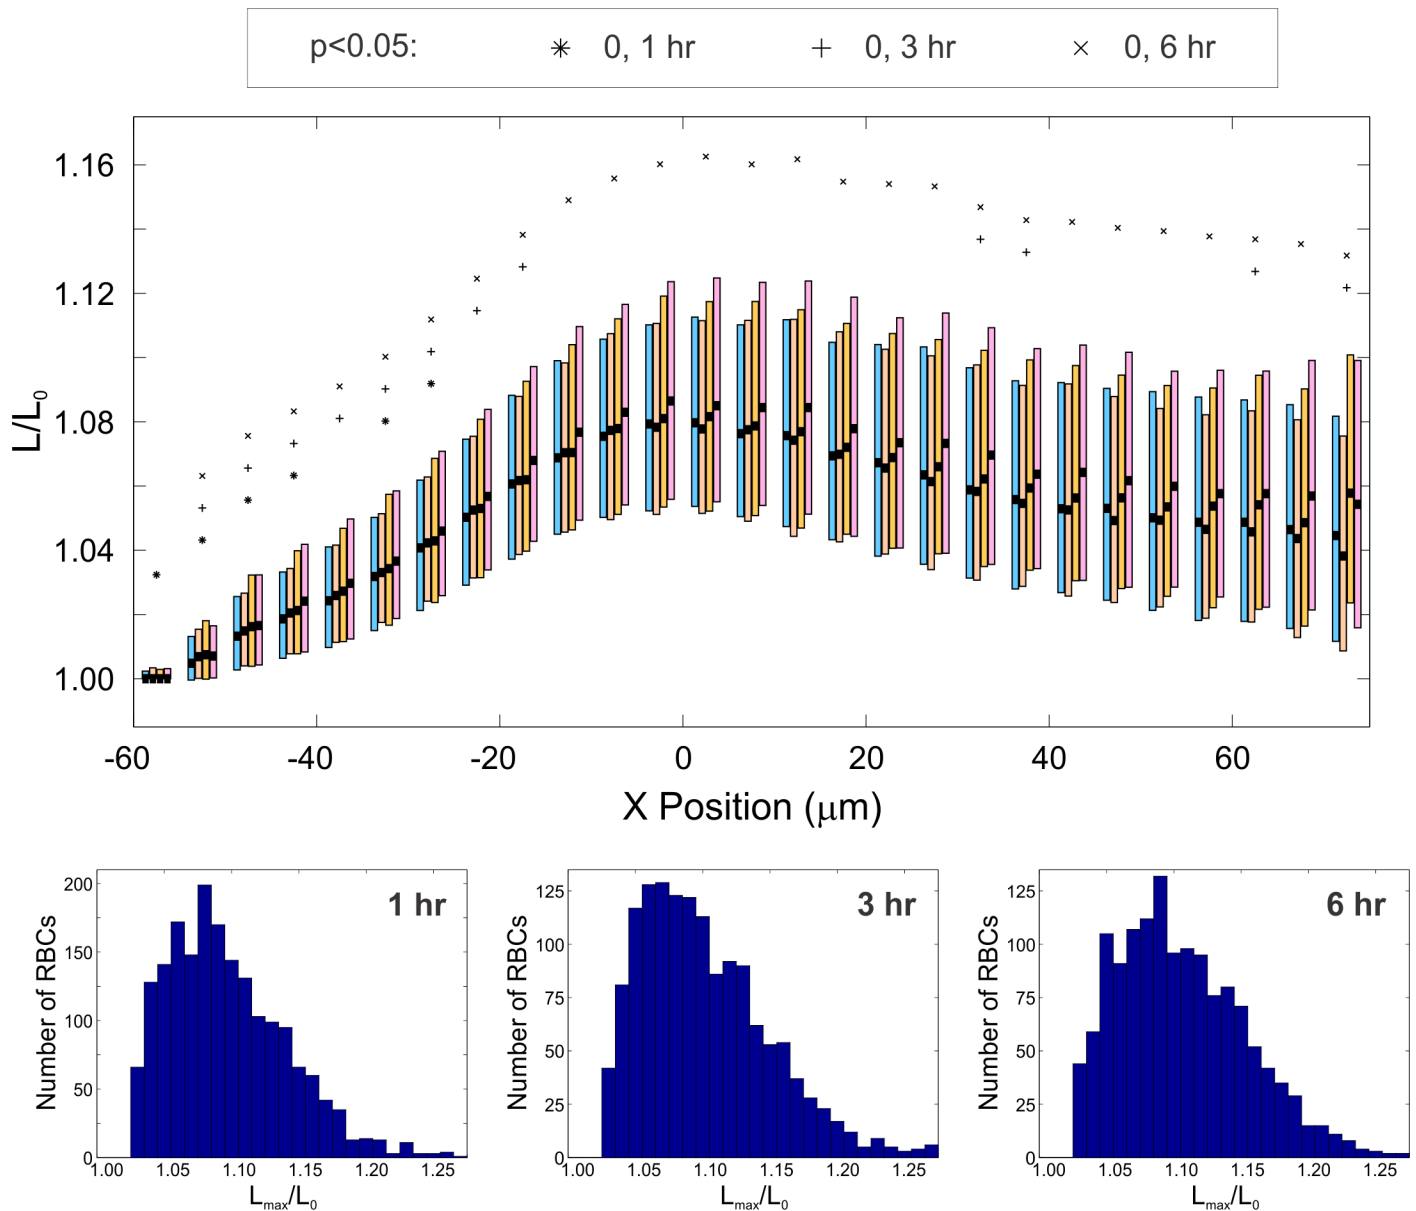 p<0.05: * 0, 1 hr + 0, 3 hr × 0, 6 hr
1.16
1.12
1.08
1.04
1.00
L/L0
-60 -40 -20 0 20 40 60
X Position (μm)
200
150
100
50
0
Number of RBCs
1 hr
1.00 1.05 1.10 1.15 1.20 1.25
Lmax/L0
125
100
75
50
25
0
Number of RBCs
3 hr
1.00 1.05 1.10 1.15 1.20 1.25
Lmax/L0
125
100
75
50
25
0
Number of RBCs
6 hr
1.00 1.05 1.10 1.15 1.20 1.25
Lmax/L0